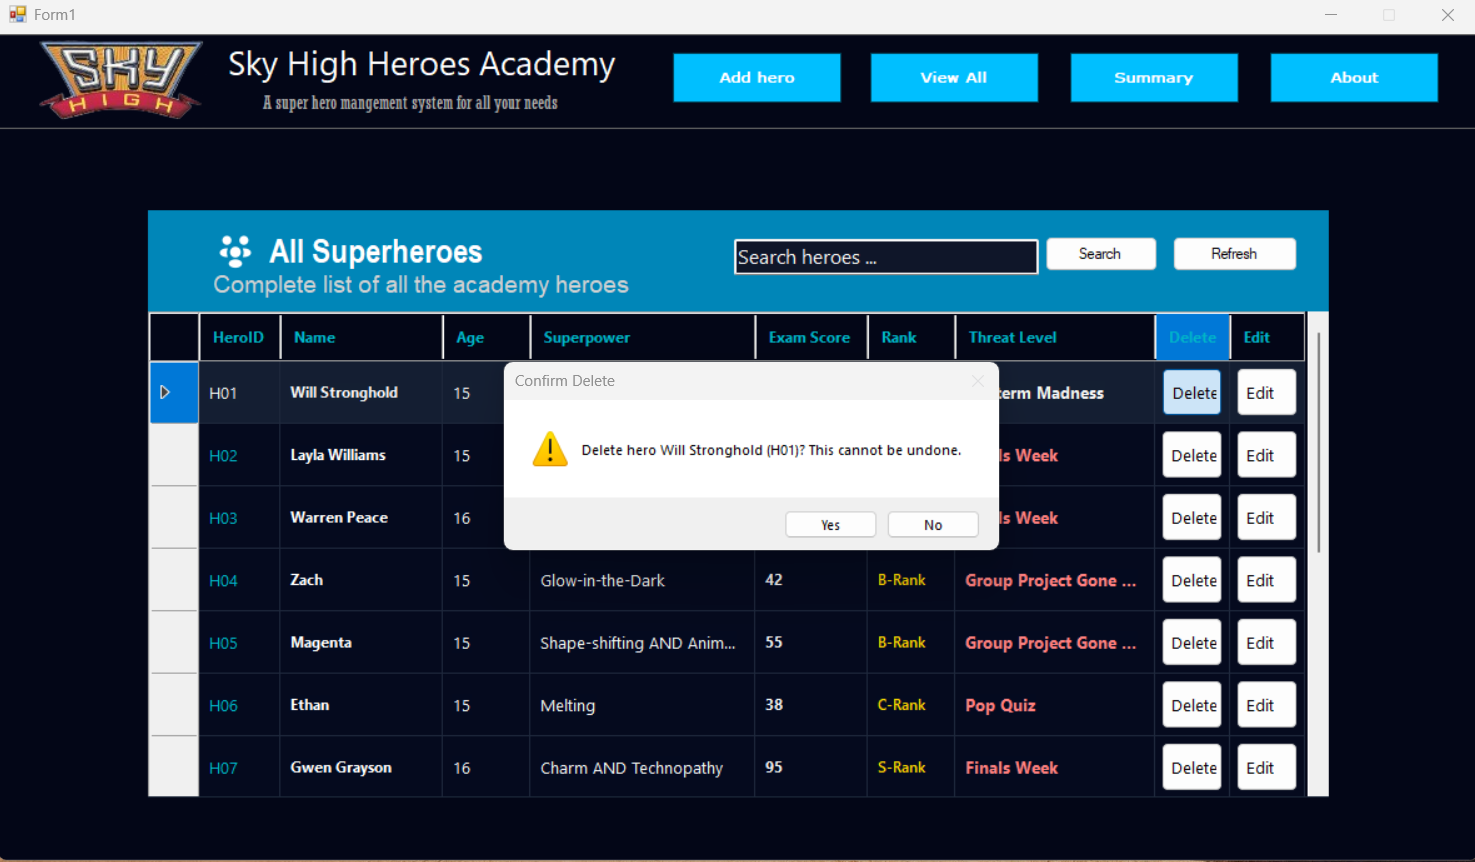 Form1
SKY HIGH
Sky High Heroes Academy
A super hero mangement system for all your needs
Add hero
View All
Summary
About
All Superheroes
Complete list of all the academy heroes
Search heroes ...
Search
Refresh
HeroID Name Age Superpower Exam Score Rank Threat Level Delete Edit
H01 Will Stronghold 15 Madness Delete Edit
Confirm Delete
Delete hero Will Stronghold (H01)? This cannot be undone.
Yes No
H02 Layla Williams 15 Week Delete Edit
H03 Warren Peace 16 Week Delete Edit
H04 Zach 15 Glow-in-the-Dark 42 B-Rank Group Project Gone ... Delete Edit
H05 Magenta 15 Shape-shifting AND Anim... 55 B-Rank Group Project Gone ... Delete Edit
H06 Ethan 15 Melting 38 C-Rank Pop Quiz Delete Edit
H07 Gwen Grayson 16 Charm AND Technopathy 95 S-Rank Finals Week Delete Edit